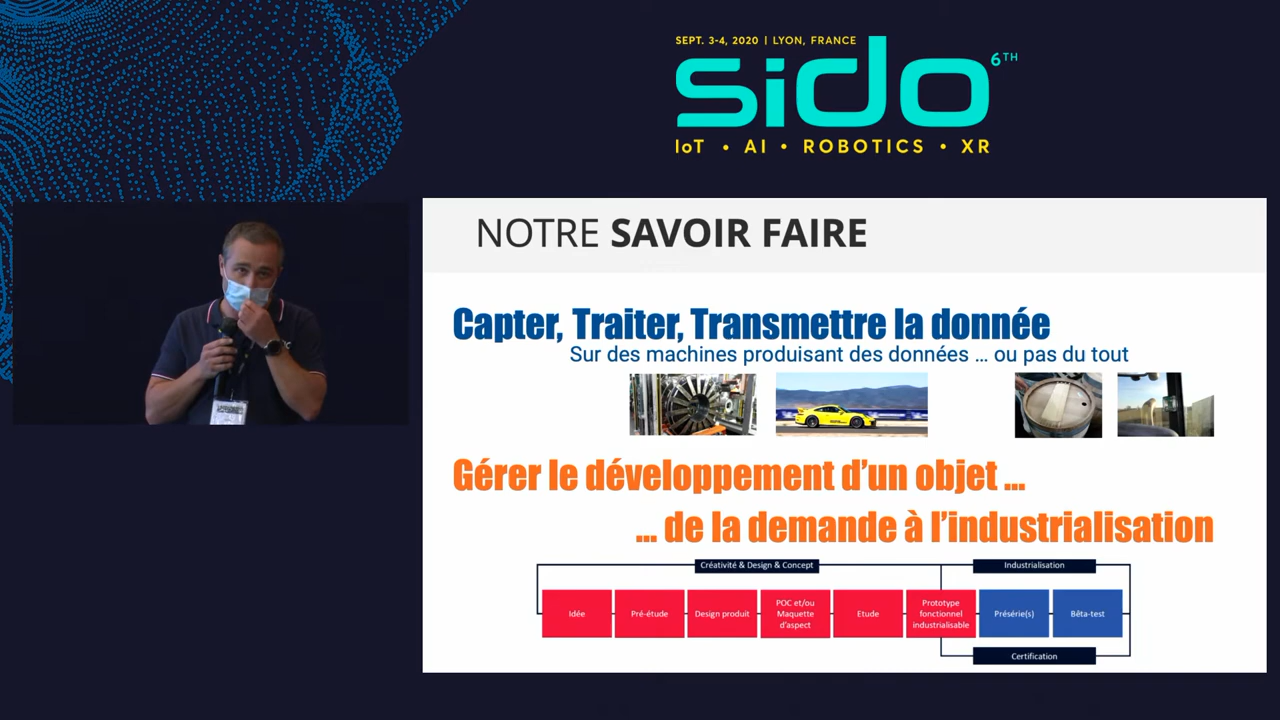 SEPT. 3-4, 2020 | LYON, FRANCE
sido 6TH
IoT • AI • ROBOTICS • XR
NOTRE SAVOIR FAIRE
Capter, Traiter, Transmettre la donnée
Sur des machines produisant des données ... ou pas du tout
Gérer le développement d'un objet ...
... de la demande à l'industrialisation
Créativité & Design & Concept
Industrialisation
Idée
Pré-étude
Design produit
POC et/ou
Maquette
d'aspect
Etude
Prototype
fonctionnel
industrialisable
Présérie(s)
Bêta-test
Certification